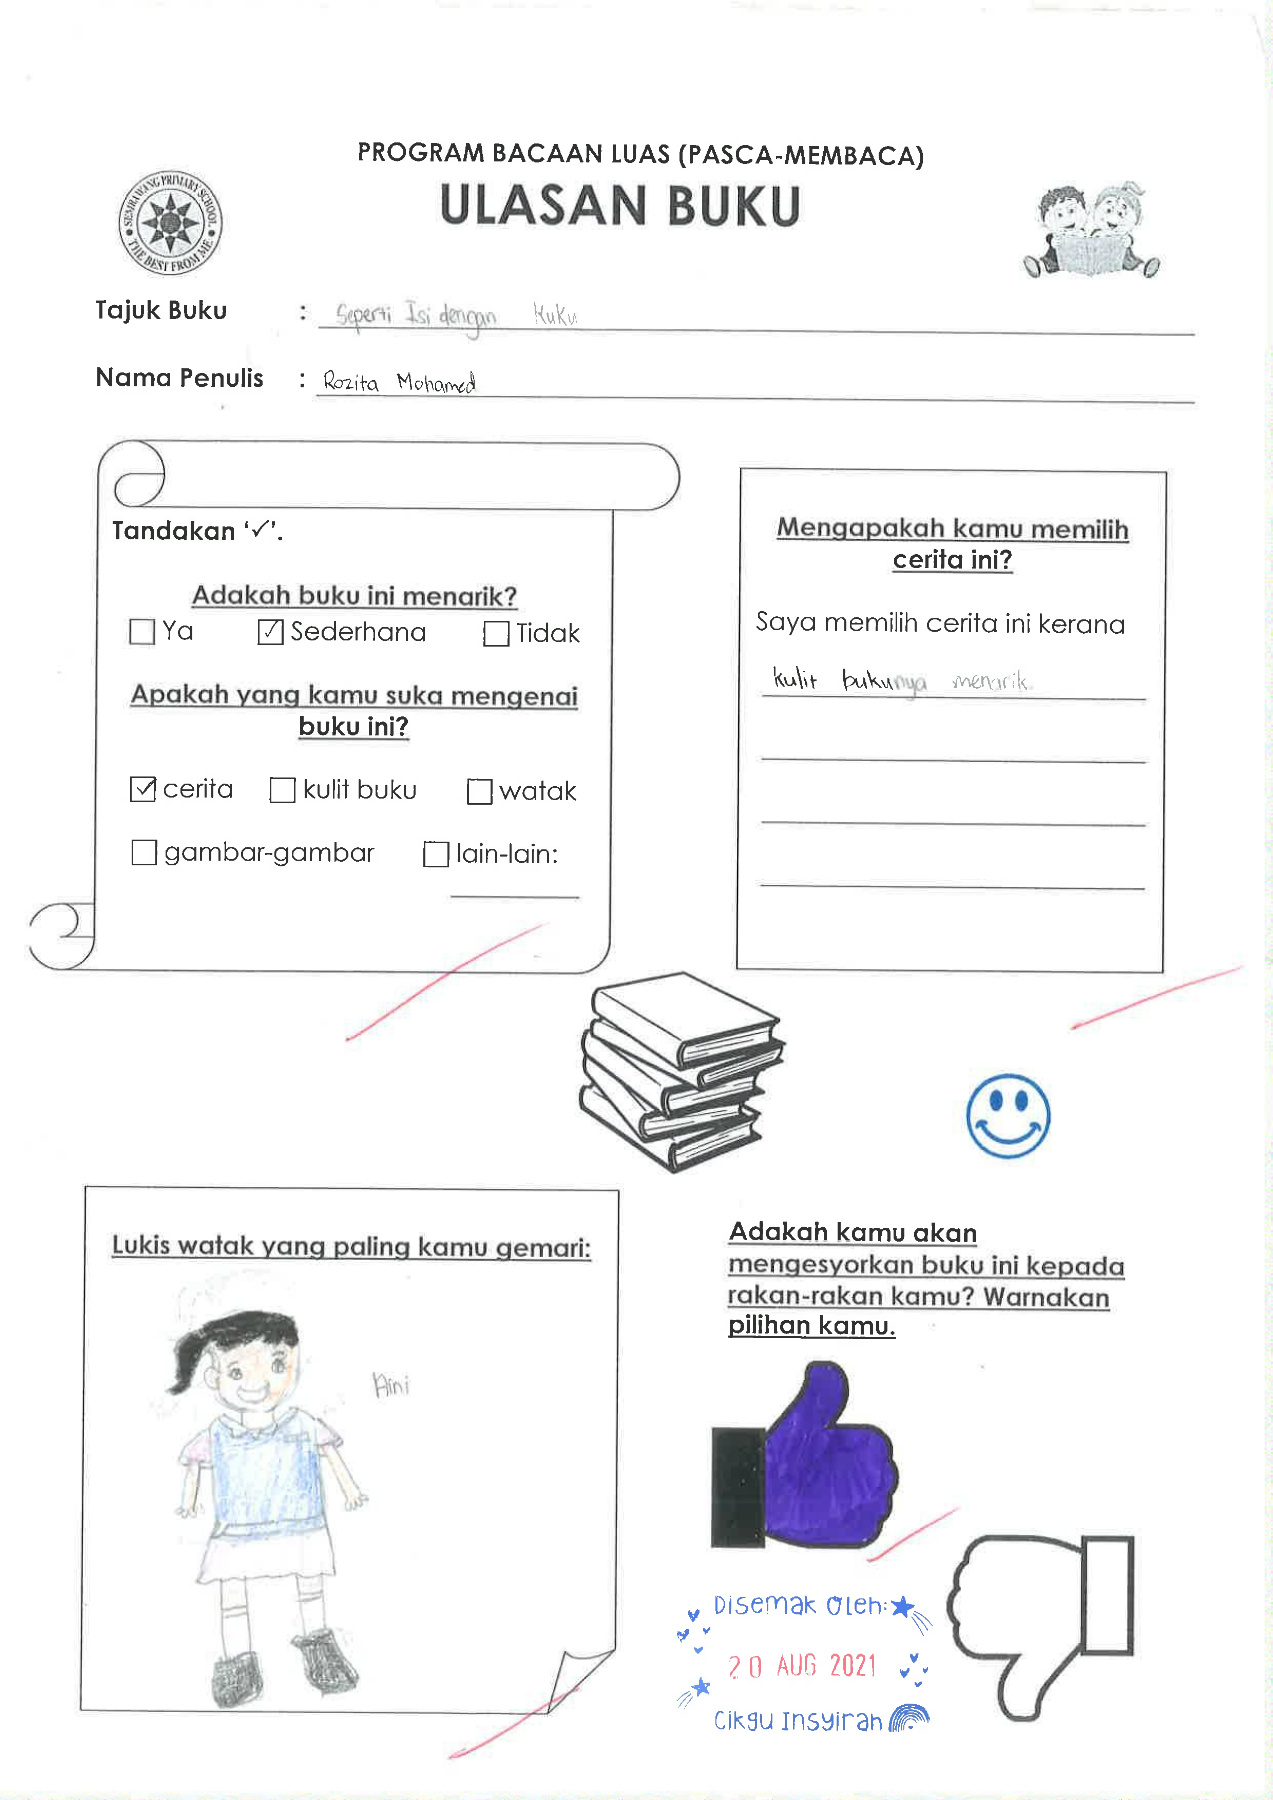 PROGRAM BACAAN LUAS (PASCA-MEMBACA)
ULASAN BUKU
SEMBAWANG PRIMARY SCHOOL
THE BEST FROM ME
Tajuk Buku : Seperti Isi dengan Kuku
Nama Penulis : Rozita Mohamed
Tandakan ‘✓’.
Adakah buku ini menarik?
☐ Ya ☑ Sederhana ☐ Tidak
Apakah yang kamu suka mengenai
buku ini?
☑ cerita ☐ kulit buku ☐ watak
☐ gambar-gambar ☐ lain-lain:
Mengapakah kamu memilih
cerita ini?
Saya memilih cerita ini kerana
kulit bukunya menarik.
Lukis watak yang paling kamu gemari:
Aini
Adakah kamu akan
mengesyorkan buku ini kepada
rakan-rakan kamu? Warnakan
pilihan kamu.
Disemak Oleh:
20 AUG 2021
Cikgu Insyirah